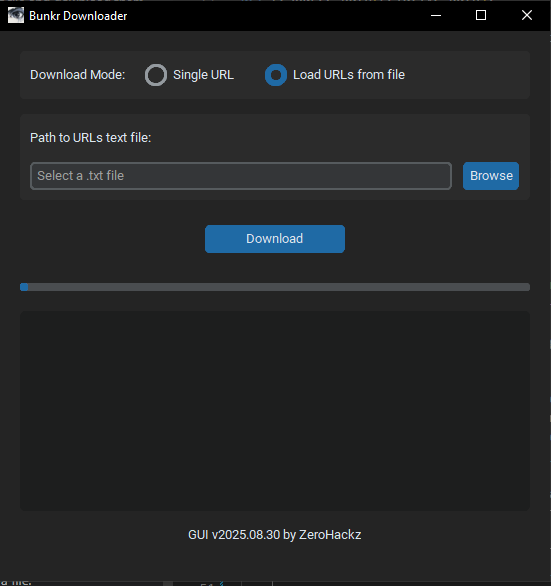 Bunkr Downloader
Download Mode: Single URL Load URLs from file
Path to URLs text file:
Select a .txt file Browse
Download
GUI v2025.08.30 by ZeroHackz
a file.